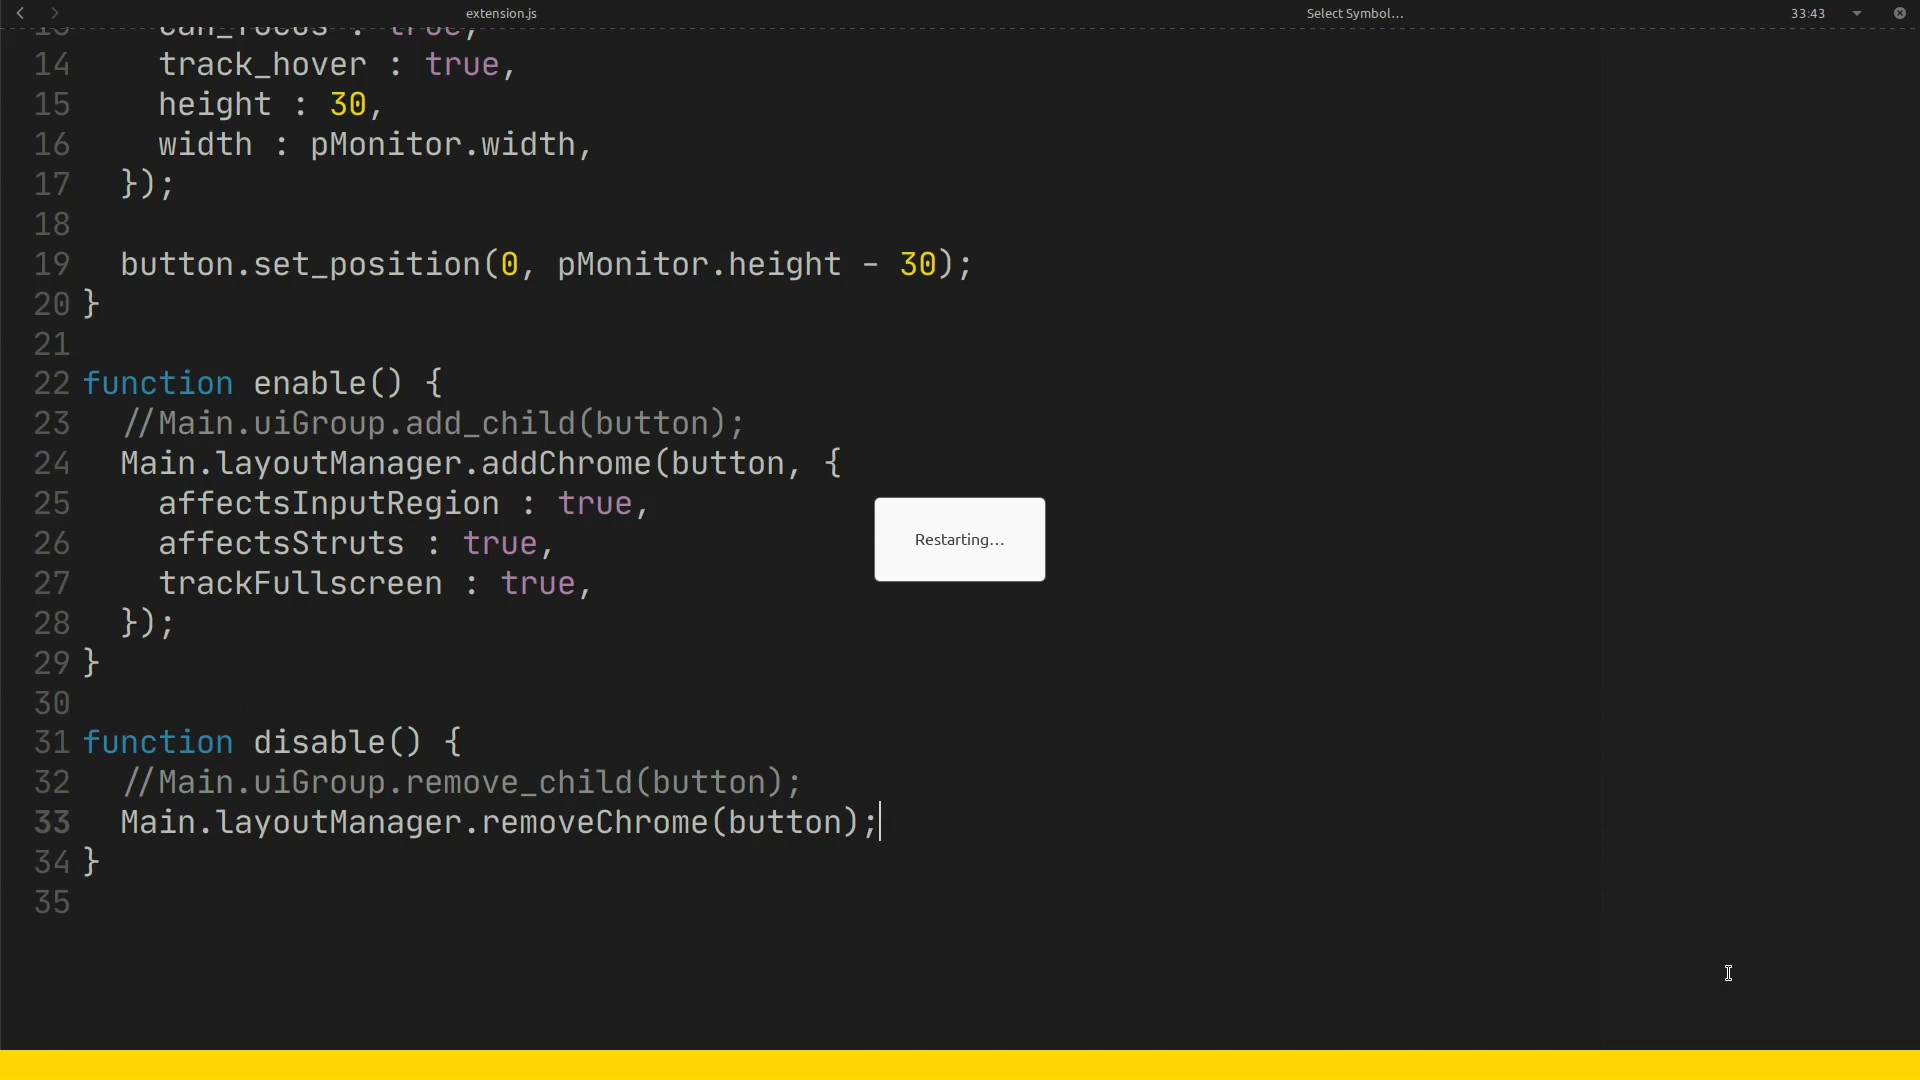 extension.js
Select Symbol...
33:43
13 can_focus : true,
14 track_hover : true,
15 height : 30,
16 width : pMonitor.width,
17 });
18
19 button.set_position(0, pMonitor.height - 30);
20 }
21
22 function enable() {
23 //Main.uiGroup.add_child(button);
24 Main.layoutManager.addChrome(button, {
25 affectsInputRegion : true,
26 affectsStruts : true,
27 trackFullscreen : true,
28 });
29 }
30
31 function disable() {
32 //Main.uiGroup.remove_child(button);
33 Main.layoutManager.removeChrome(button);
34 }
35
Restarting...